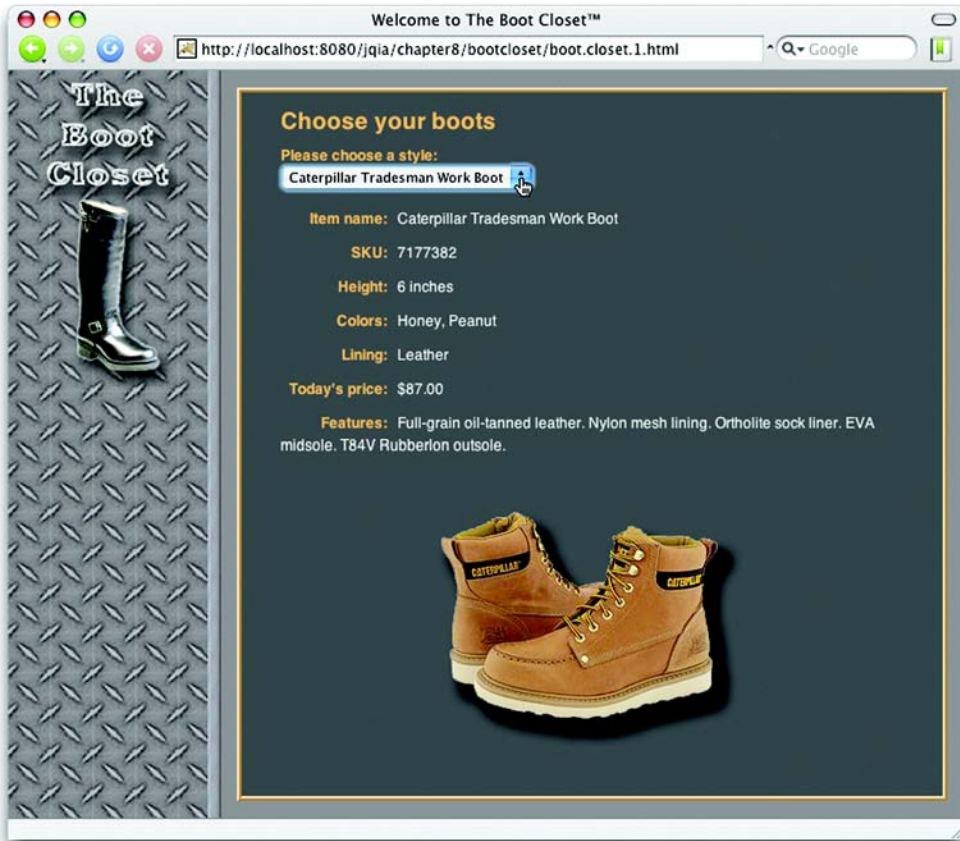 Welcome to The Boot Closet™
http://localhost:8080/jqia/chapter8/bootcloset/boot.closet.1.html
Google
The
Boot
Closet
Choose your boots
Please choose a style:
Caterpillar Tradesman Work Boot
Item name: Caterpillar Tradesman Work Boot
SKU: 7177382
Height: 6 inches
Colors: Honey, Peanut
Lining: Leather
Today's price: $87.00
Features: Full-grain oil-tanned leather. Nylon mesh lining. Ortholite sock liner. EVA
midsole. T84V Rubberlon outsole.
CATERPILLAR
CATERPILLAR